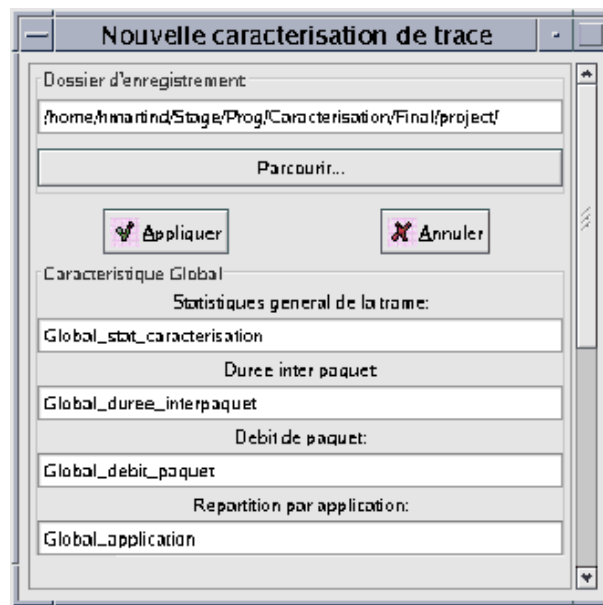 Nouvelle caracterisation de trace
Dossier d'enregistrement
/home/hmartind/Stage/Prog/Caracterisation/Final/project/
Parcourir...
Appliquer Annuler
Caracteristique Global
Statistiques general de la trame:
Global_stat_caracterisation
Duree inter paquet
Global_duree_interpaquet
Debit de paquet:
Global_debit_paquet
Repartition par application:
Global_application